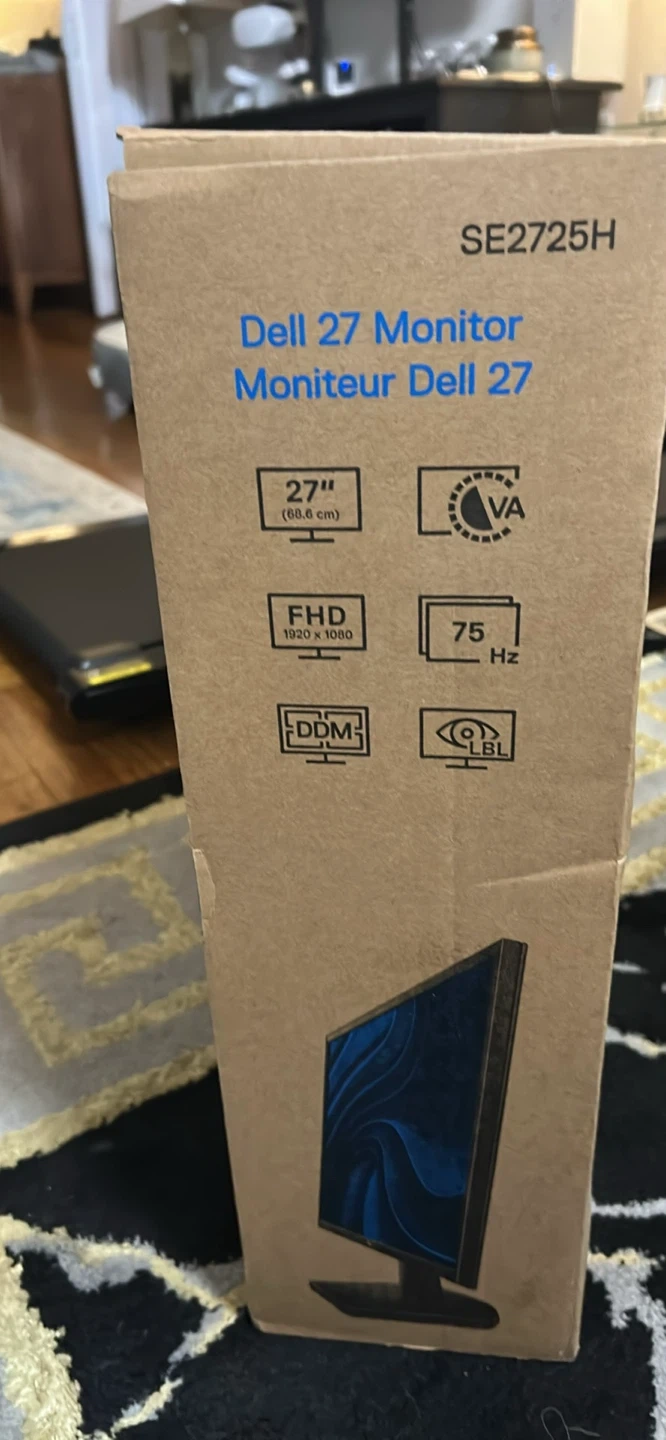 SE2725H
Dell 27 Monitor
Moniteur Dell 27
27"
(68.6 cm)
VA
FHD
1920 x 1080
75
Hz
DDM
LBL